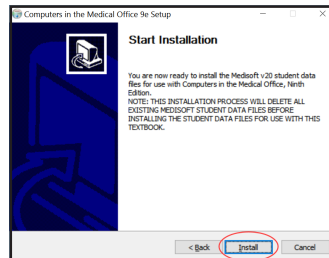 Computers in the Medical Office 9e Setup
Start Installation
You are now ready to install the Medisoft v20 student data
files for use with Computers in the Medical Office, Ninth
Edition.
NOTE: THIS INSTALLATION PROCESS WILL DELETE ALL
EXISTING MEDISOFT STUDENT DATA FILES BEFORE
INSTALLING THE STUDENT DATA FILES FOR USE WITH THIS
TEXTBOOK.
< Back Install Cancel